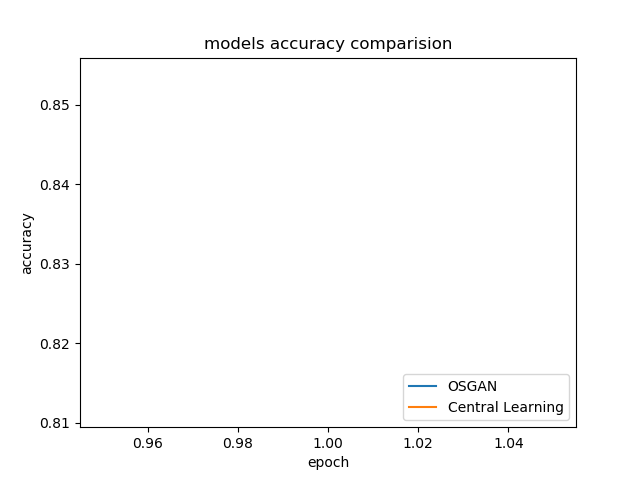 models accuracy comparision
0.85
0.84
0.83
0.82
0.81
accuracy
OSGAN
Central Learning
0.96 0.98 1.00 1.02 1.04
epoch